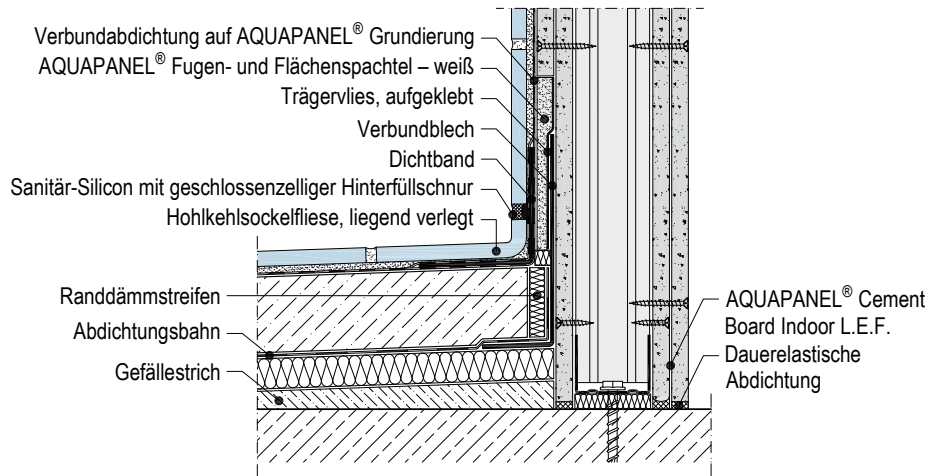 Verbundabdichtung auf AQUAPANEL® Grundierung
AQUAPANEL® Fugen- und Flächenspachtel – weiß
Trägervlies, aufgeklebt
Verbundblech
Dichtband
Sanitär-Silicon mit geschlossenzelliger Hinterfüllschnur
Hohlkehlsockelfliese, liegend verlegt
Randdämmstreifen
Abdichtungsbahn
Gefällestrich
AQUAPANEL® Cement
Board Indoor L.E.F.
Dauerelastische
Abdichtung